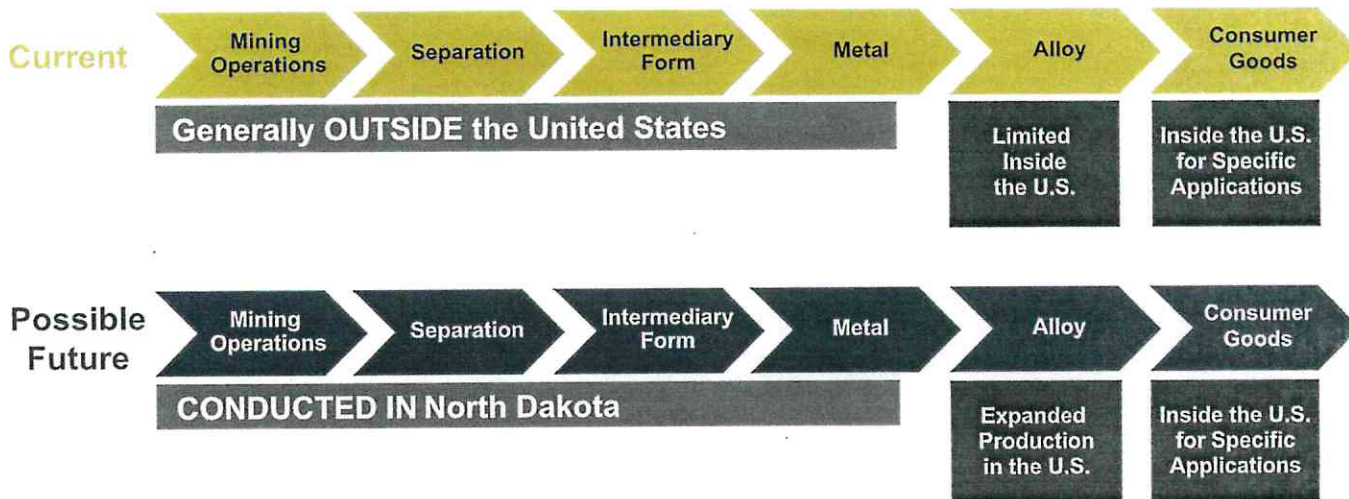 Current
Mining
Operations
Separation
Intermediary
Form
Metal
Alloy
Consumer
Goods
Generally OUTSIDE the United States
Limited
Inside
the U.S.
Inside the U.S.
for Specific
Applications
Possible
Future
Mining
Operations
Separation
Intermediary
Form
Metal
Alloy
Consumer
Goods
CONDUCTED IN North Dakota
Expanded
Production
in the U.S.
Inside the U.S.
for Specific
Applications